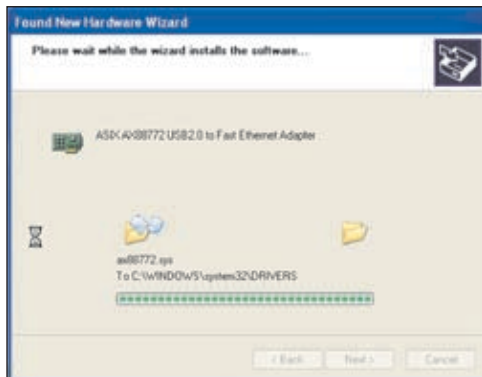 Found New Hardware Wizard
Please wait while the wizard installs the software...
ASIX AX88772 USB2.0 to Fast Ethernet Adapter
ax88772.sys
To C:\WINDOWS\system32\DRIVERS
< Back
Next >
Cancel